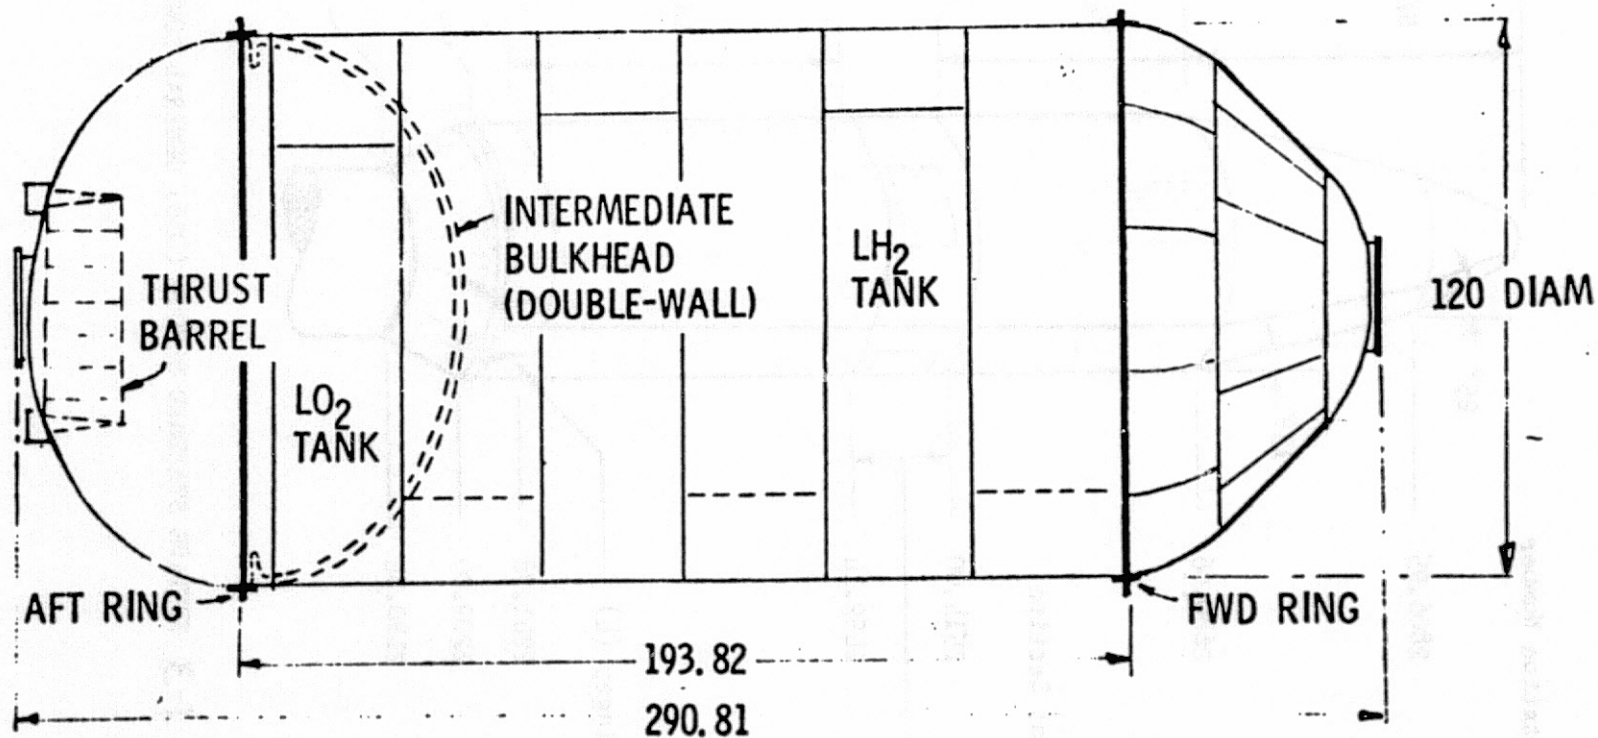 INTERMEDIATE
BULKHEAD
(DOUBLE-WALL)
LH2
TANK
120 DIAM
THRUST
BARREL
LO2
TANK
AFT RING
FWD RING
193.82
290.81